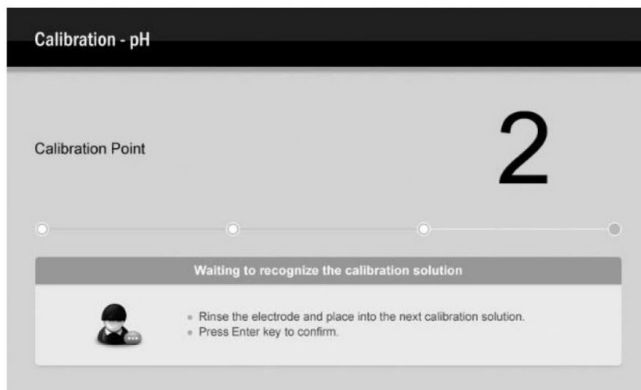 Calibration - pH
2
Calibration Point
Waiting to recognize the calibration solution
Rinse the electrode and place into the next calibration solution.
Press Enter key to confirm.